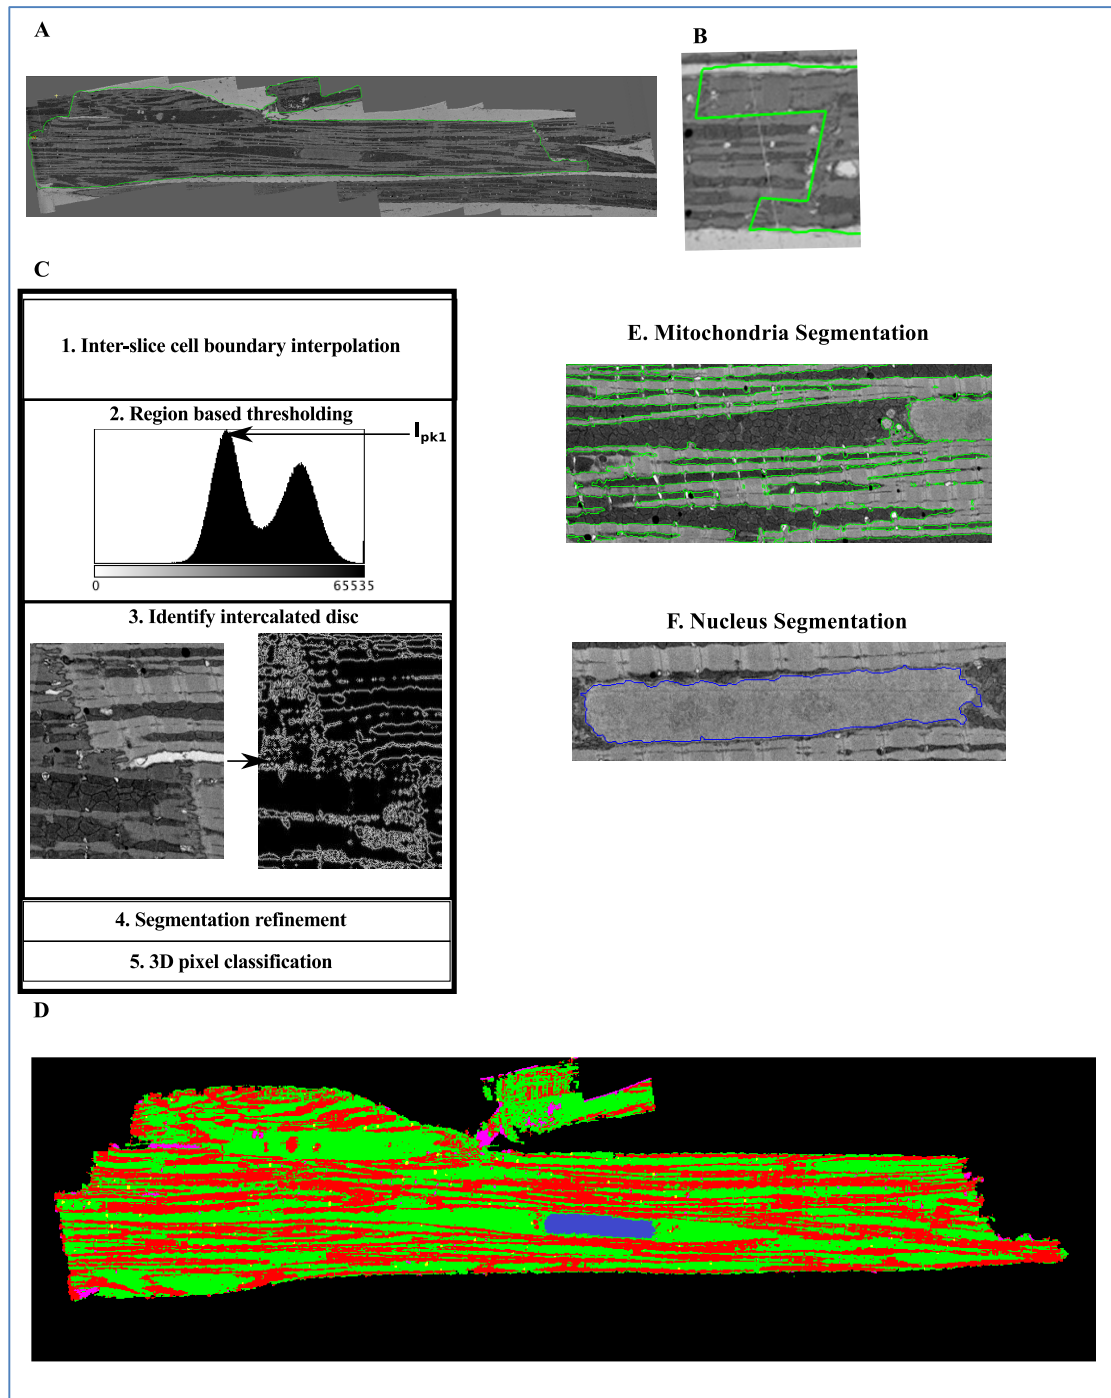 A
B
C
1. Inter-slice cell boundary interpolation
2. Region based thresholding
Ipk1
0 65535
3. Identify intercalated disc
4. Segmentation refinement
5. 3D pixel classification
E. Mitochondria Segmentation
F. Nucleus Segmentation
D